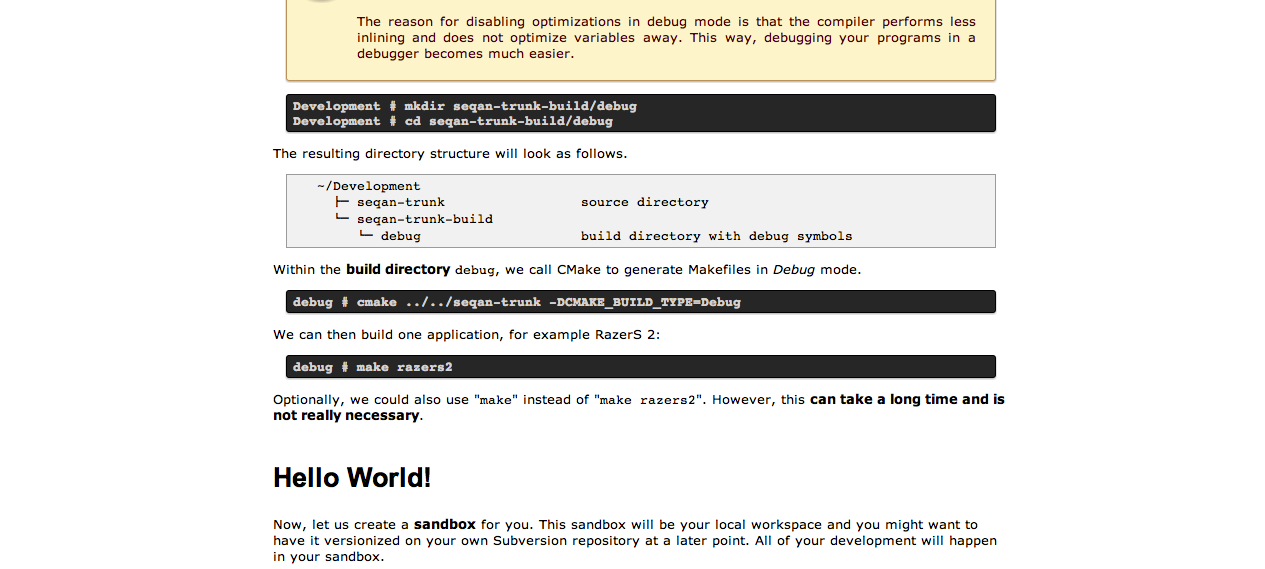 The reason for disabling optimizations in debug mode is that the compiler performs less
inlining and does not optimize variables away. This way, debugging your programs in a
debugger becomes much easier.
Development # mkdir seqan-trunk-build/debug
Development # cd seqan-trunk-build/debug
The resulting directory structure will look as follows.
~/Development
├─ seqan-trunk source directory
└─ seqan-trunk-build
└─ debug build directory with debug symbols
Within the build directory debug, we call CMake to generate Makefiles in Debug mode.
debug # cmake ../../seqan-trunk -DCMAKE_BUILD_TYPE=Debug
We can then build one application, for example RazerS 2:
debug # make razers2
Optionally, we could also use "make" instead of "make razers2". However, this can take a long time and is
not really necessary.
Hello World!
Now, let us create a sandbox for you. This sandbox will be your local workspace and you might want to
have it versionized on your own Subversion repository at a later point. All of your development will happen
in your sandbox.